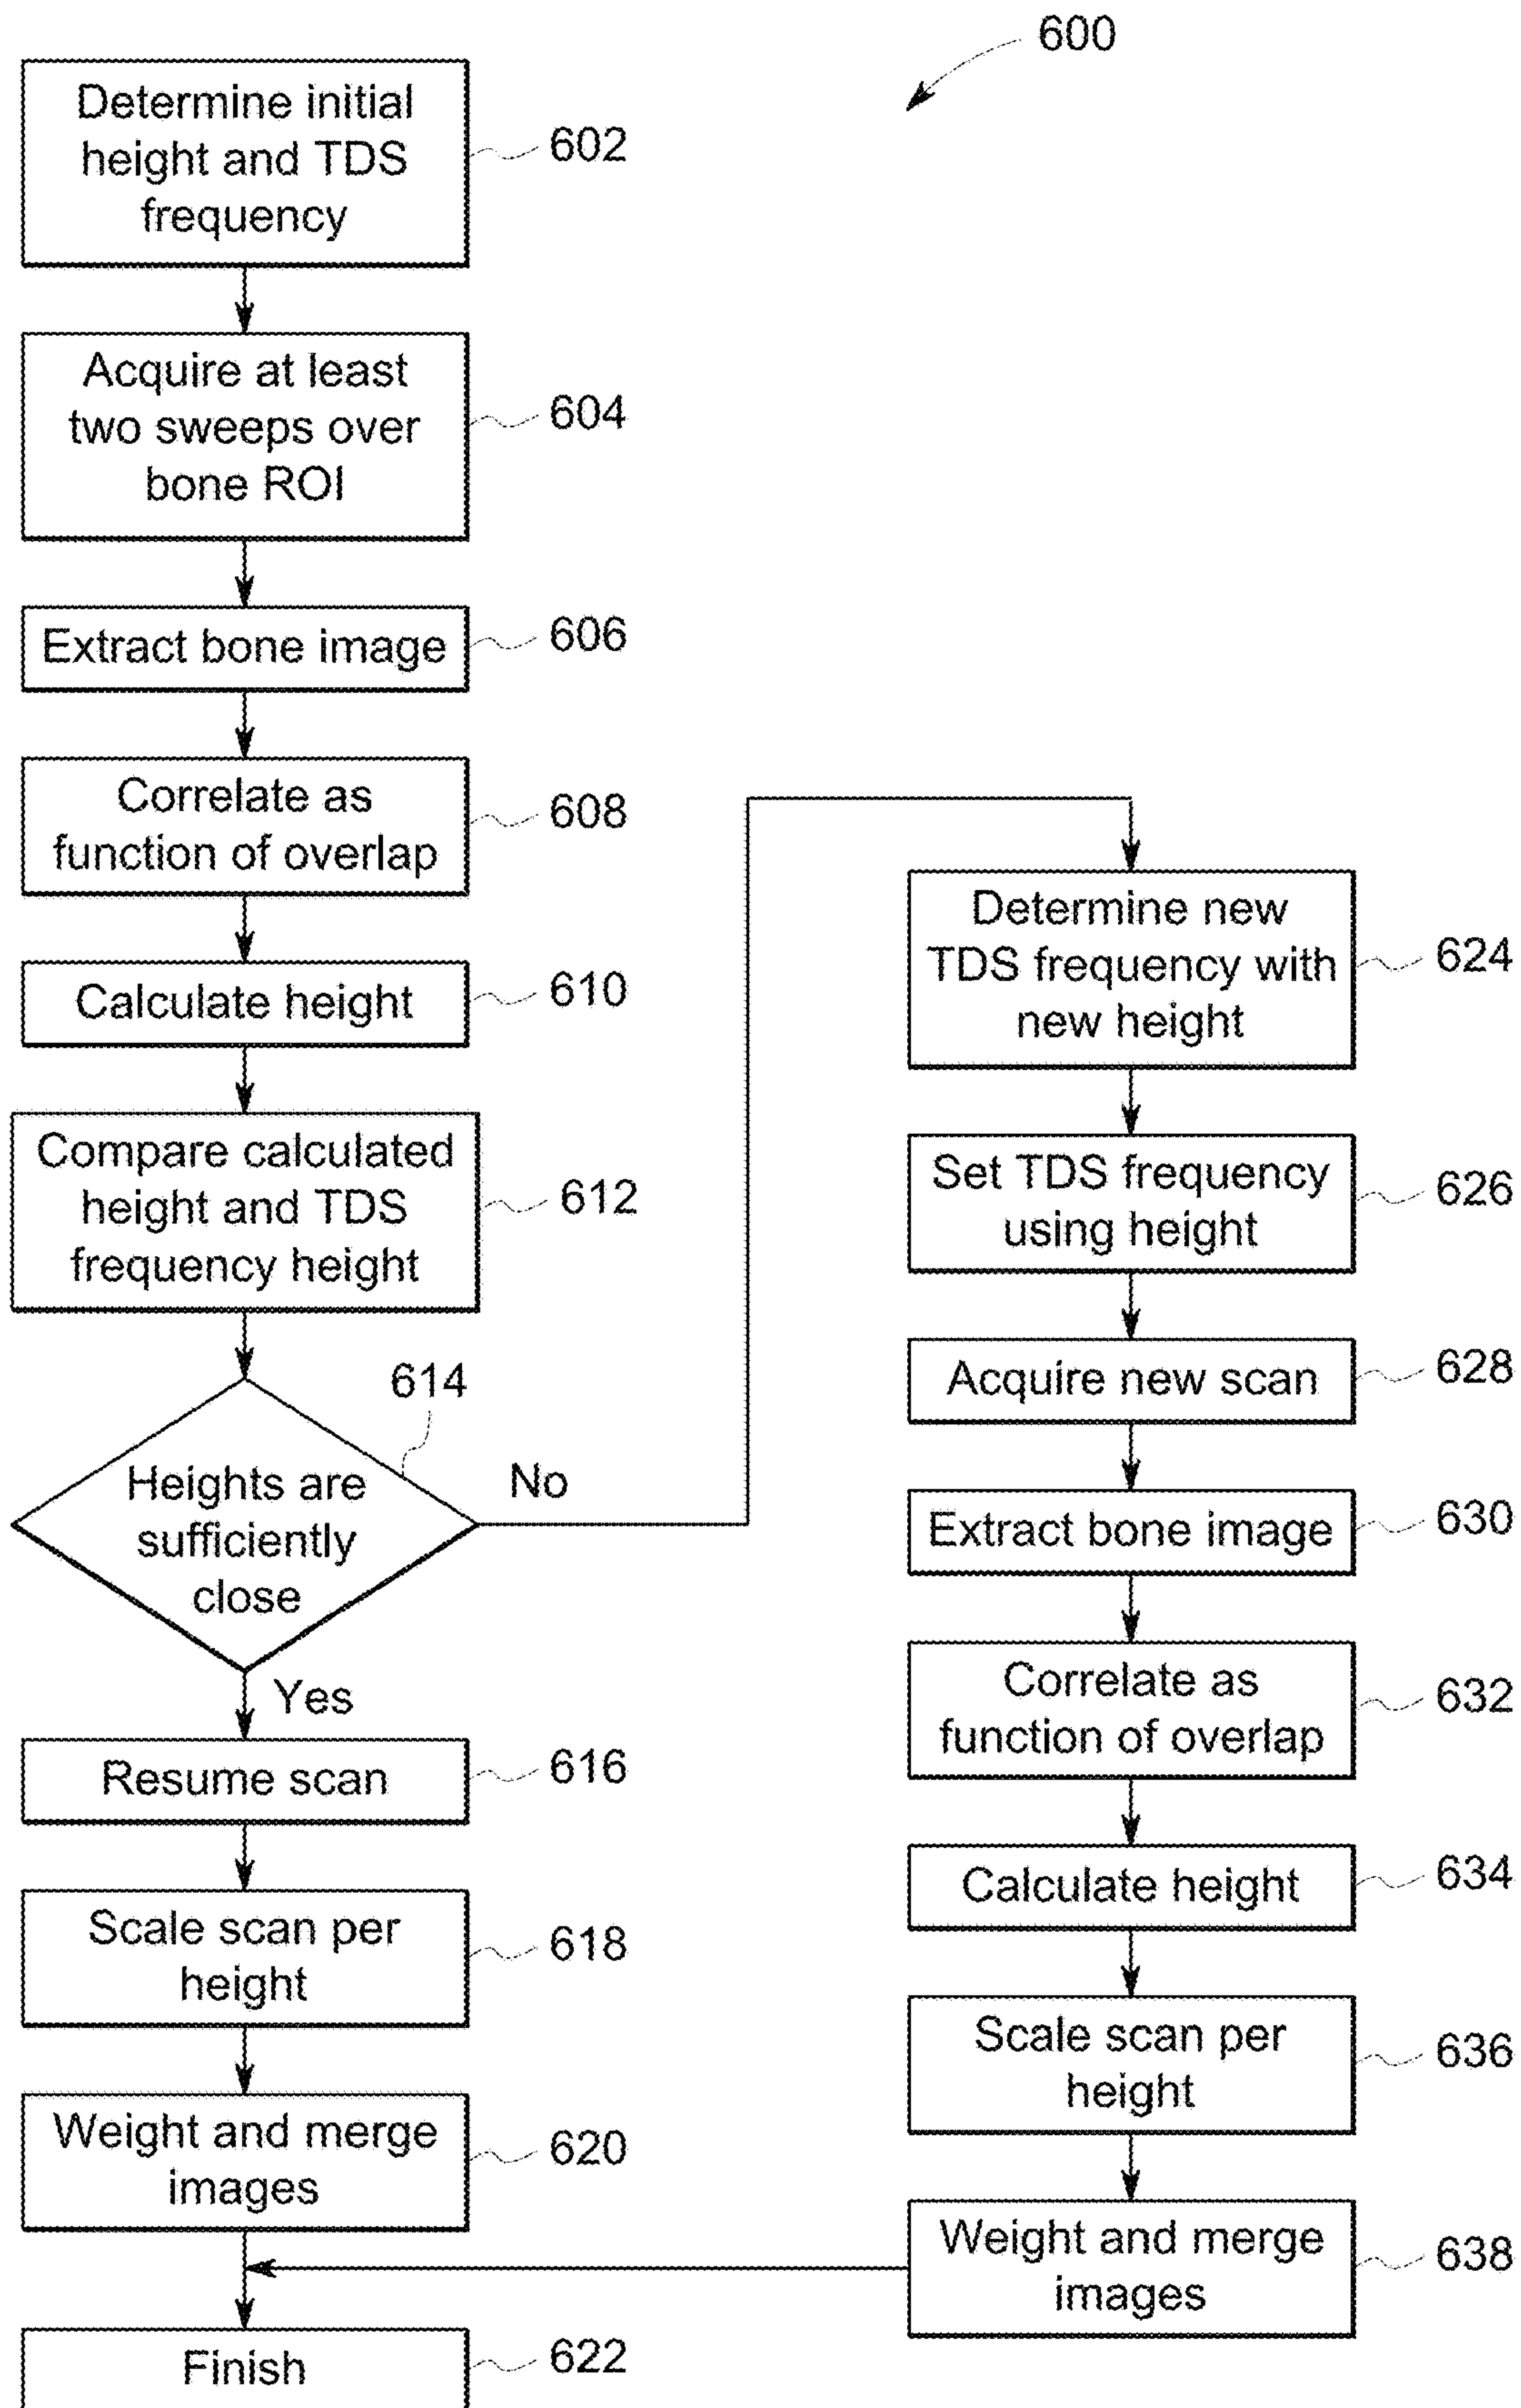 600
Determine initial
height and TDS
frequency
602
Acquire at least
two sweeps over
bone ROI
604
Extract bone image
606
Correlate as
function of overlap
608
Calculate height
610
Compare calculated
height and TDS
frequency height
612
614
Heights are
sufficiently
close
No
Yes
Resume scan
616
Scale scan per
height
618
Weight and merge
images
620
Finish
622
Determine new
TDS frequency with
new height
624
Set TDS frequency
using height
626
Acquire new scan
628
Extract bone image
630
Correlate as
function of overlap
632
Calculate height
634
Scale scan per
height
636
Weight and merge
images
638